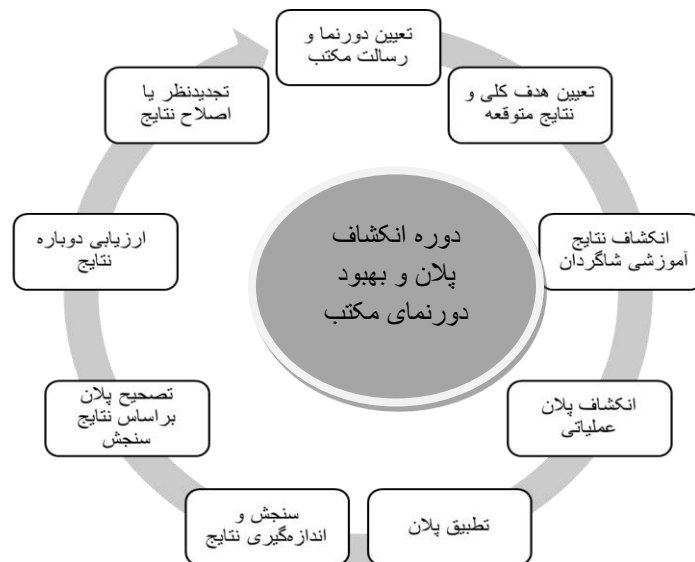 تعیین دورنما و
رسالت مکتب
تعیین هدف کلی و
نتایج متوقعه
انکشاف نتایج
آموزشی شاگردان
انکشاف پلان
عملیاتی
تطبیق پلان
سنجش و
اندازه‌گیری نتایج
تصحیح پلان
براساس نتایج
سنجش
ارزیابی دوباره
نتایج
تجدیدنظر یا
اصلاح نتایج
دوره انکشاف
پلان و بهبود
دورنمای مکتب